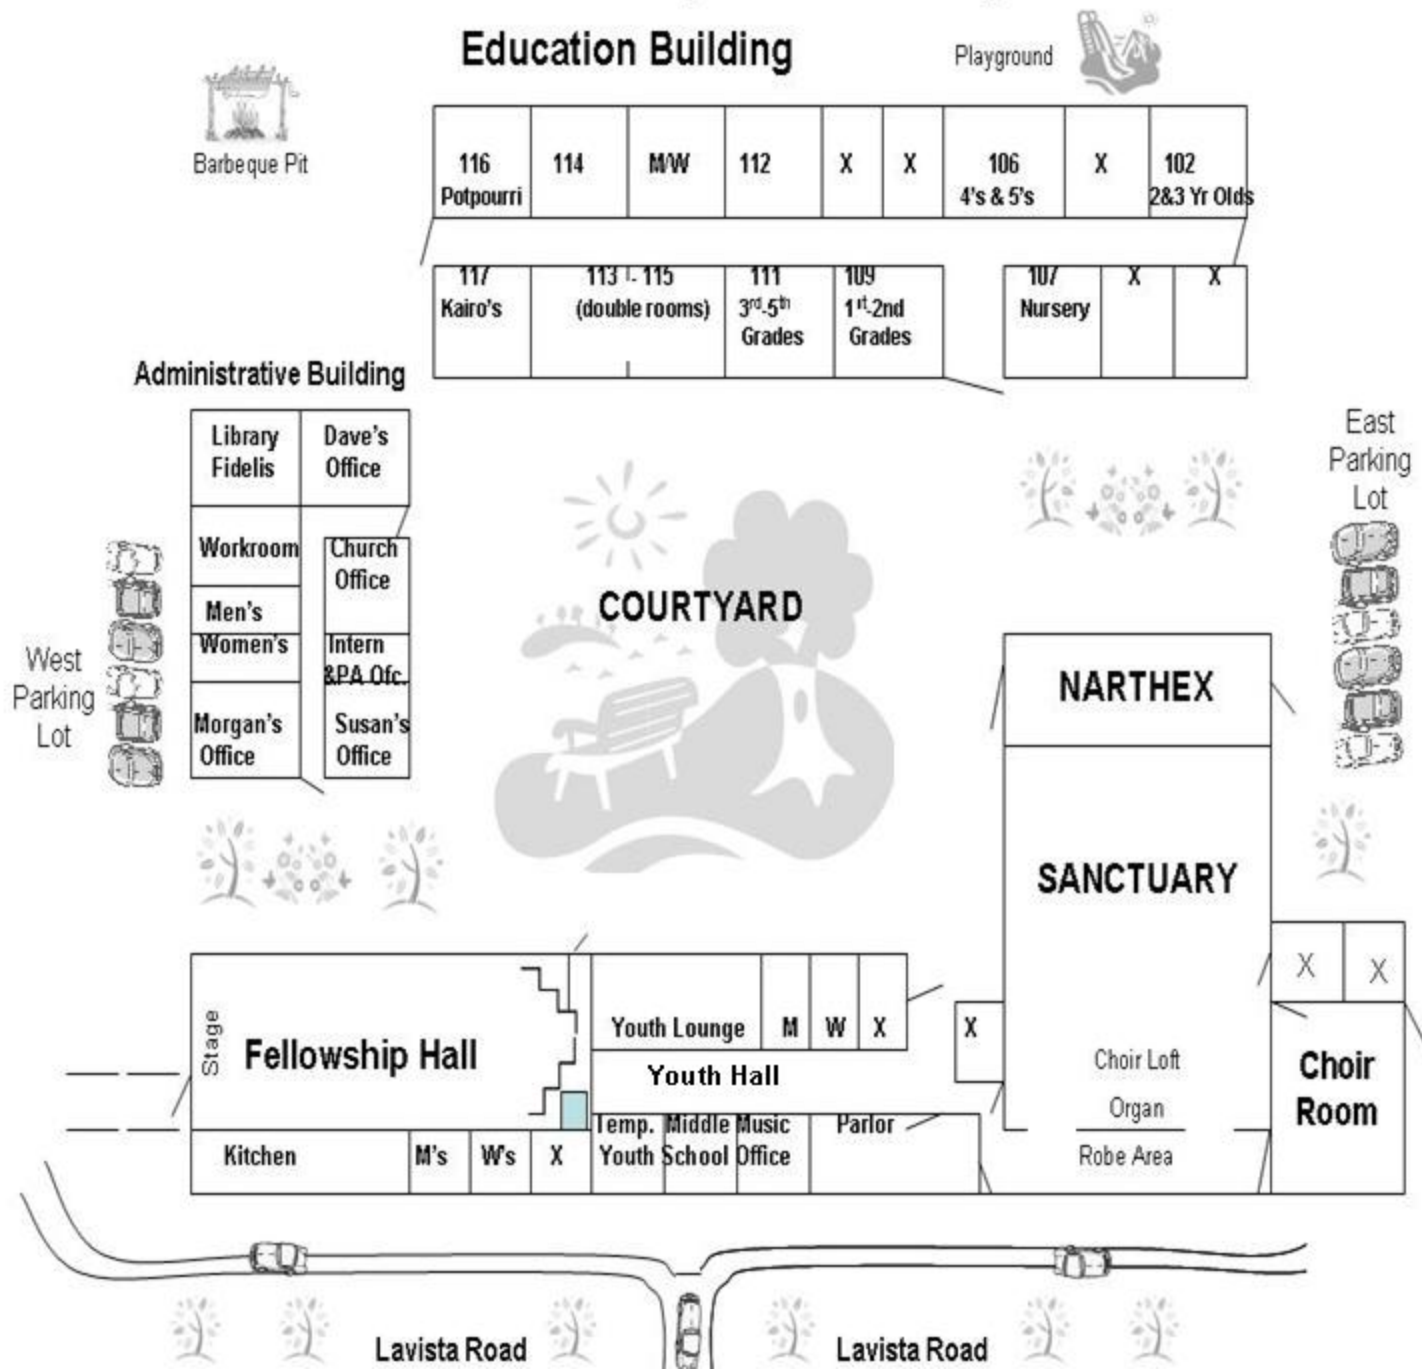 Education Building
Playground
Barbeque Pit
116
Potpourri
114
M/W
112
X
X
106
4's & 5's
X
102
2&3 Yr Olds
117
Kairo's
113 - 115
(double rooms)
111
3rd-5th
Grades
109
1st-2nd
Grades
107
Nursery
X
X
Administrative Building
Library
Fidelis
Dave's
Office
Workroom
Church
Office
Men's
Women's
Intern
&PA Ofc.
Morgan's
Office
Susan's
Office
West
Parking
Lot
East
Parking
Lot
COURTYARD
NARTHEX
SANCTUARY
X
X
Stage
Fellowship Hall
Youth Lounge
M
W
X
X
Youth Hall
Choir Loft
Organ
Robe Area
Choir
Room
Kitchen
M's
W's
X
Temp.
Youth
Middle
School
Music
Office
Parlor
Lavista Road
Lavista Road